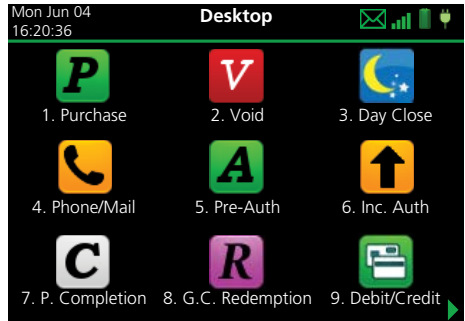 Mon Jun 04
Desktop
16:20:36
P V
1. Purchase 2. Void 3. Day Close
A
4. Phone/Mail 5. Pre-Auth 6. Inc. Auth
C R
7. P. Completion 8. G.C. Redemption 9. Debit/Credit